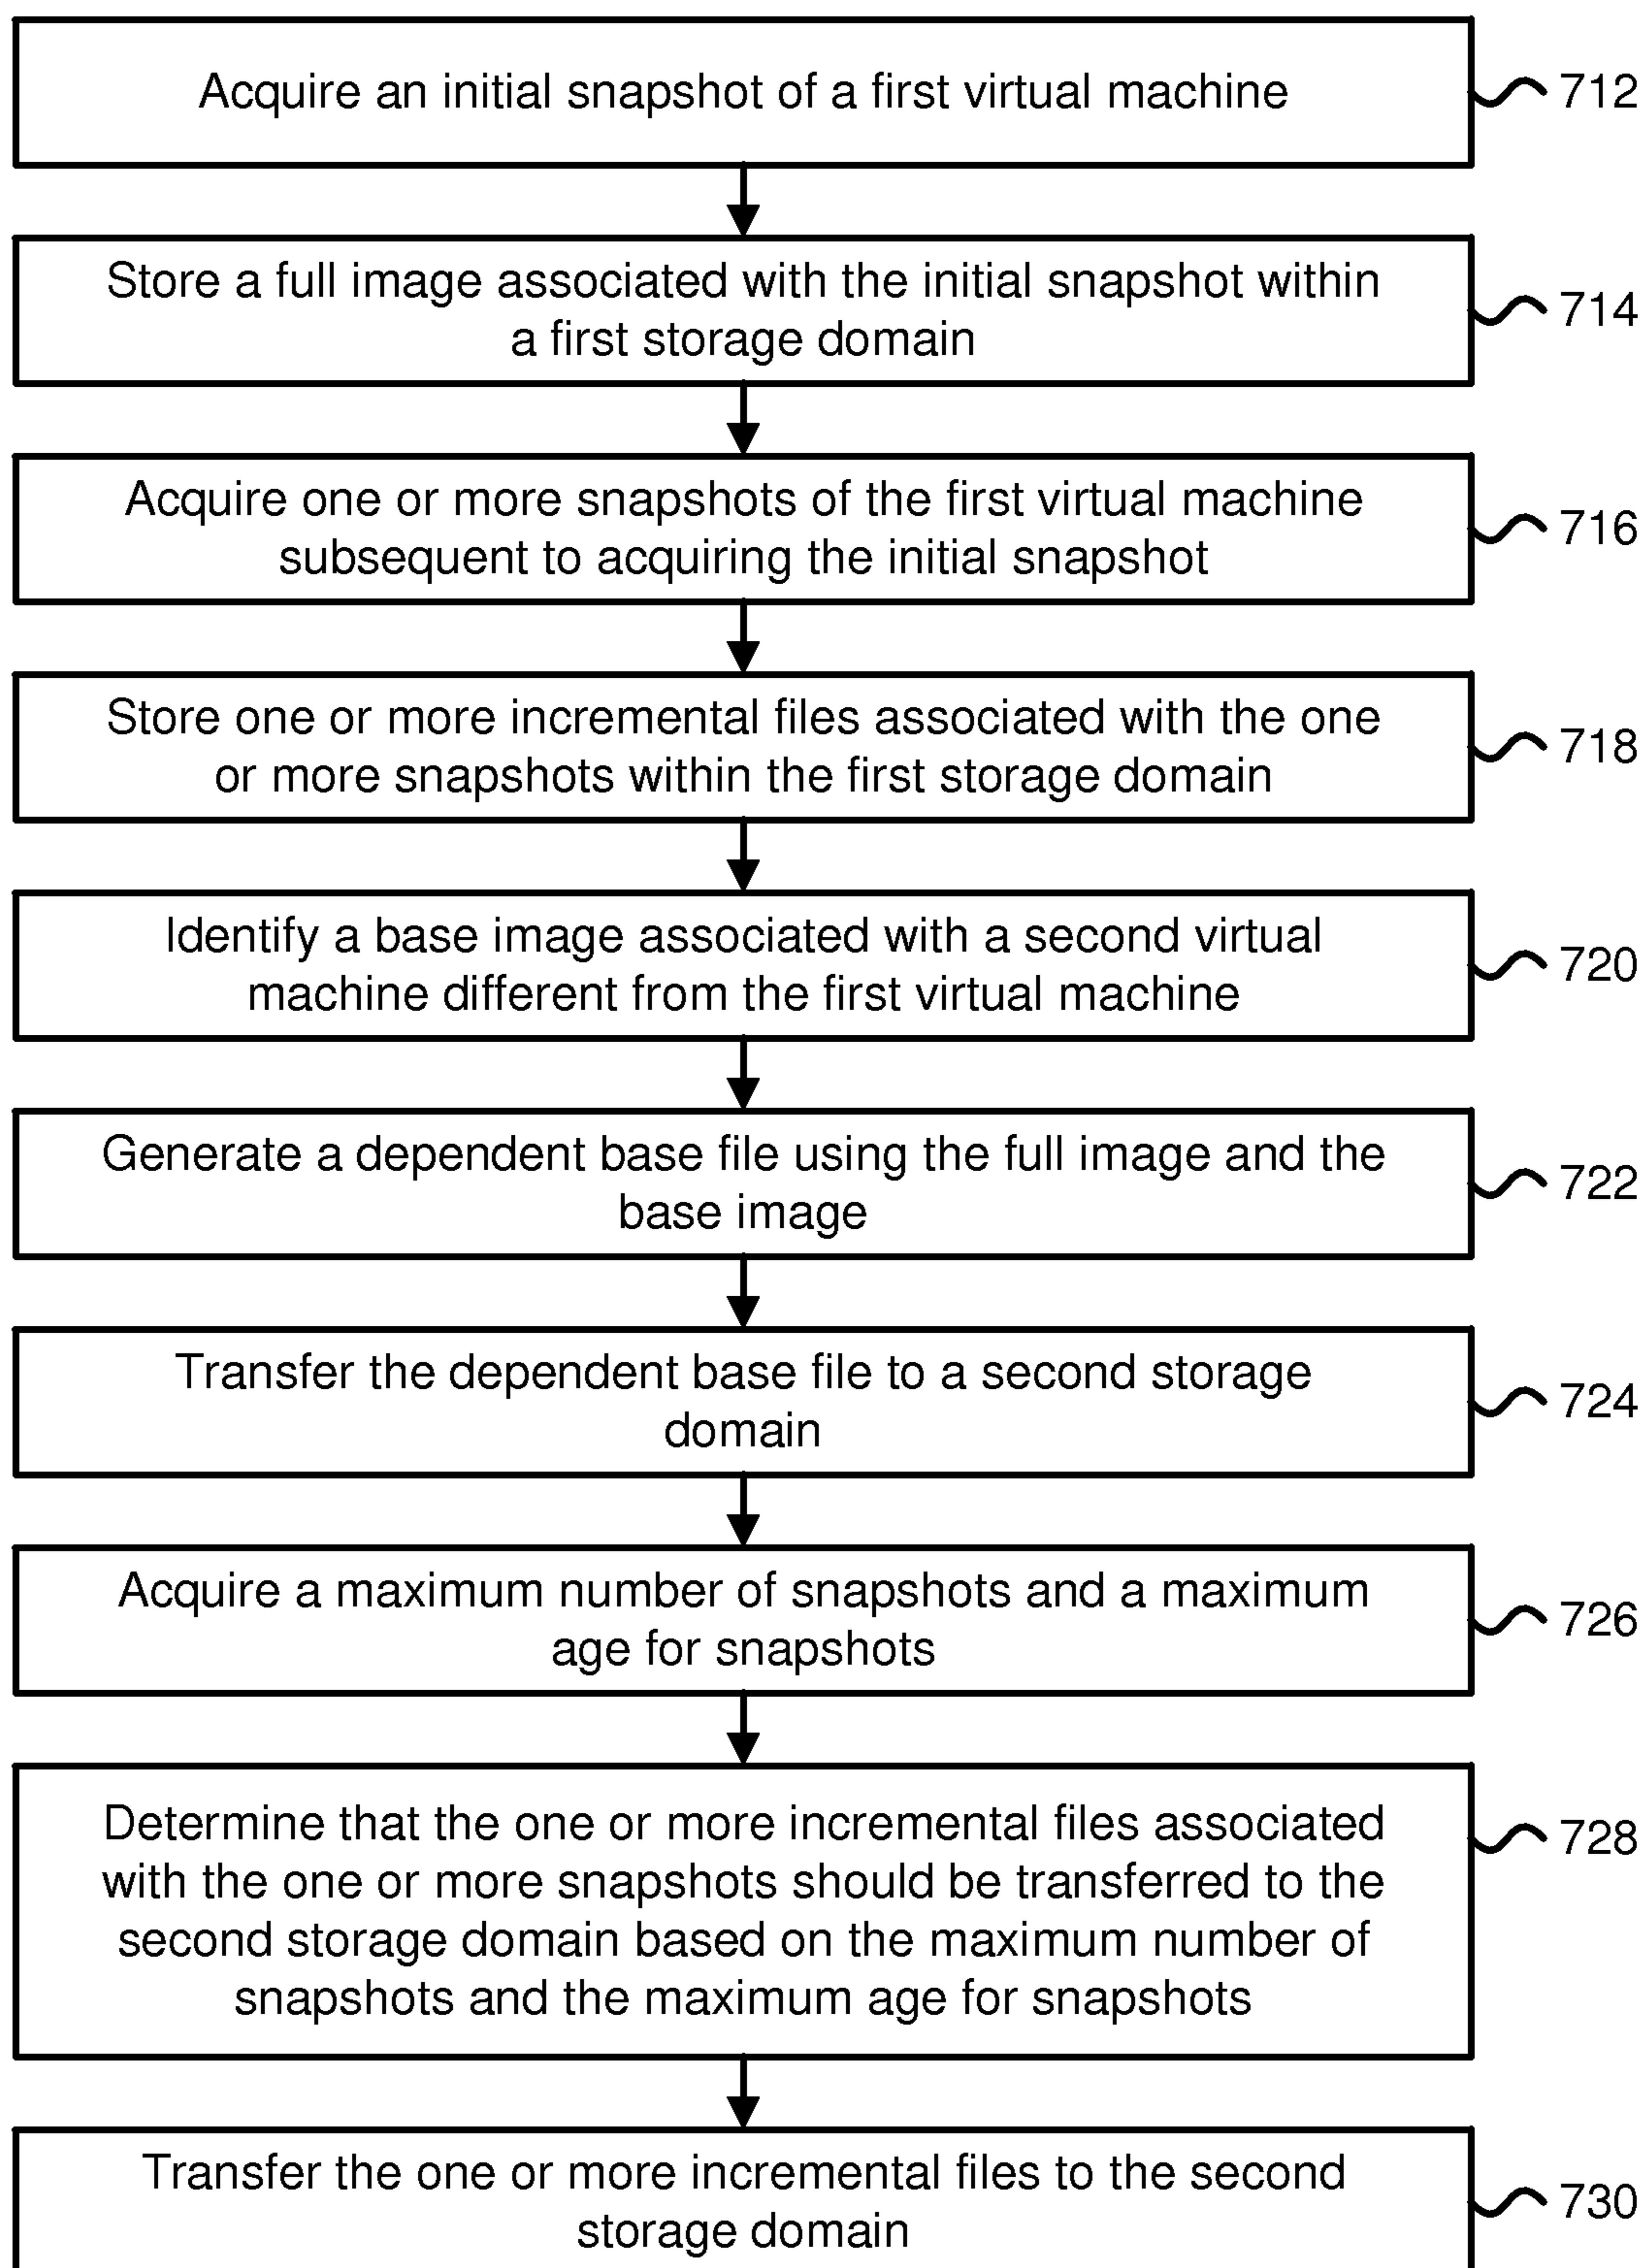 Acquire an initial snapshot of a first virtual machine
712
Store a full image associated with the initial snapshot within
a first storage domain
714
Acquire one or more snapshots of the first virtual machine
subsequent to acquiring the initial snapshot
716
Store one or more incremental files associated with the one
or more snapshots within the first storage domain
718
Identify a base image associated with a second virtual
machine different from the first virtual machine
720
Generate a dependent base file using the full image and the
base image
722
Transfer the dependent base file to a second storage
domain
724
Acquire a maximum number of snapshots and a maximum
age for snapshots
726
Determine that the one or more incremental files associated
with the one or more snapshots should be transferred to the
second storage domain based on the maximum number of
snapshots and the maximum age for snapshots
728
Transfer the one or more incremental files to the second
storage domain
730